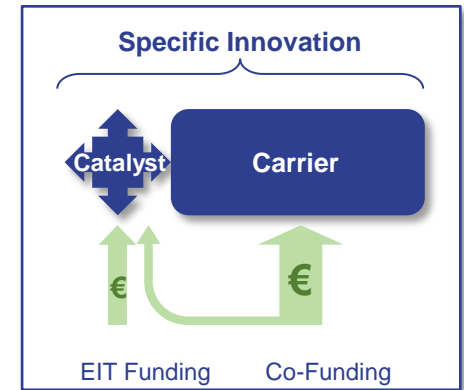 Specific Innovation
Catalyst
Carrier
€
€
EIT Funding
Co-Funding